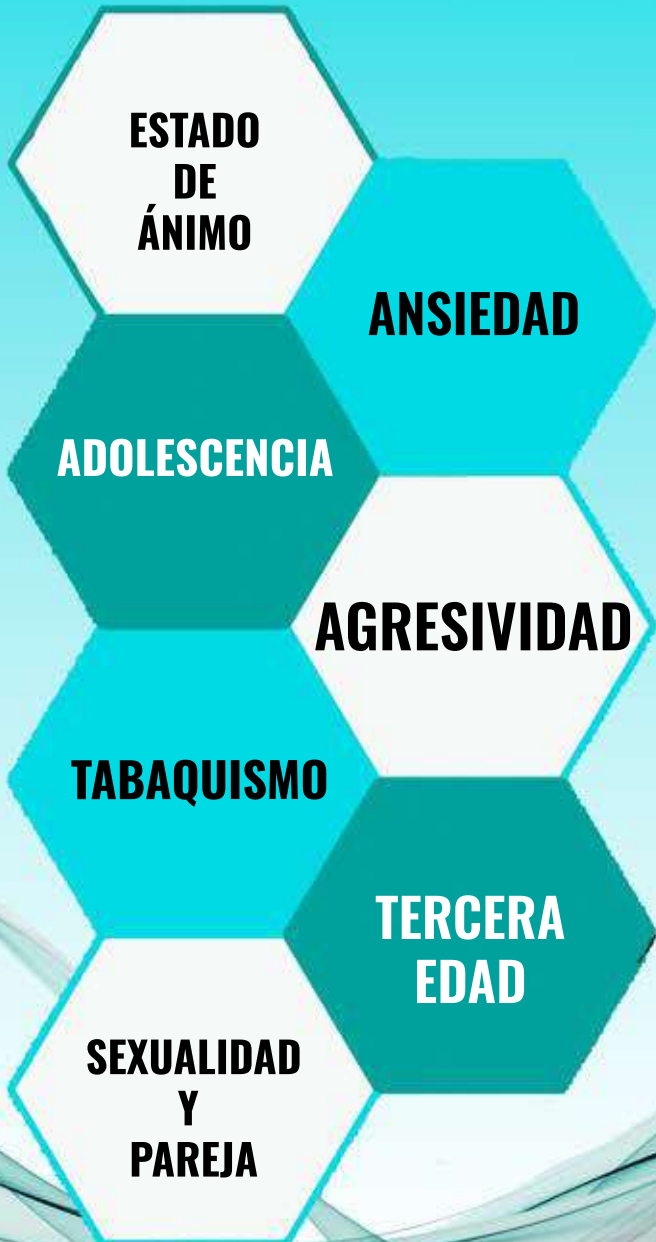 ESTADO
DE
ÁNIMO
ANSIEDAD
ADOLESCENCIA
AGRESIVIDAD
TABAQUISMO
TERCERA
EDAD
SEXUALIDAD
Y
PAREJA